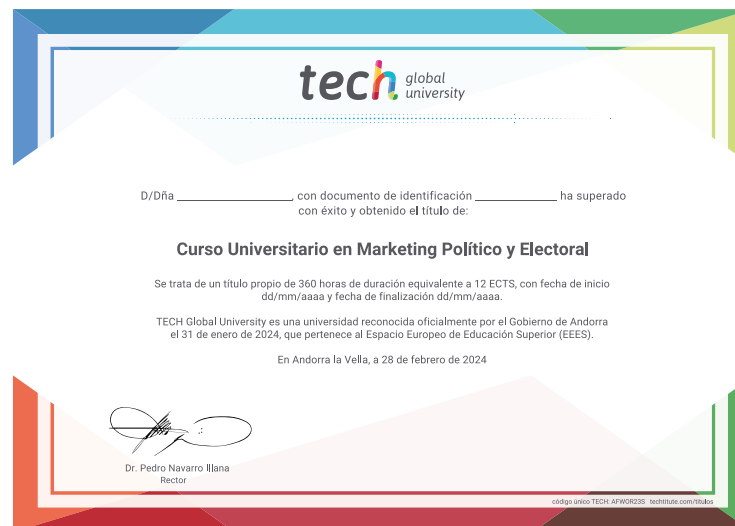 tech global university
D/Dña ____________________, con documento de identificación ______________ ha superado
con éxito y obtenido el título de:
Curso Universitario en Marketing Político y Electoral
Se trata de un título propio de 360 horas de duración equivalente a 12 ECTS, con fecha de inicio
dd/mm/aaaa y fecha de finalización dd/mm/aaaa.
TECH Global University es una universidad reconocida oficialmente por el Gobierno de Andorra
el 31 de enero de 2024, que pertenece al Espacio Europeo de Educación Superior (EEES).
En Andorra la Vella, a 28 de febrero de 2024
Dr. Pedro Navarro Illana
Rector
código único TECH: AFWOR23S techtitute.com/titulos